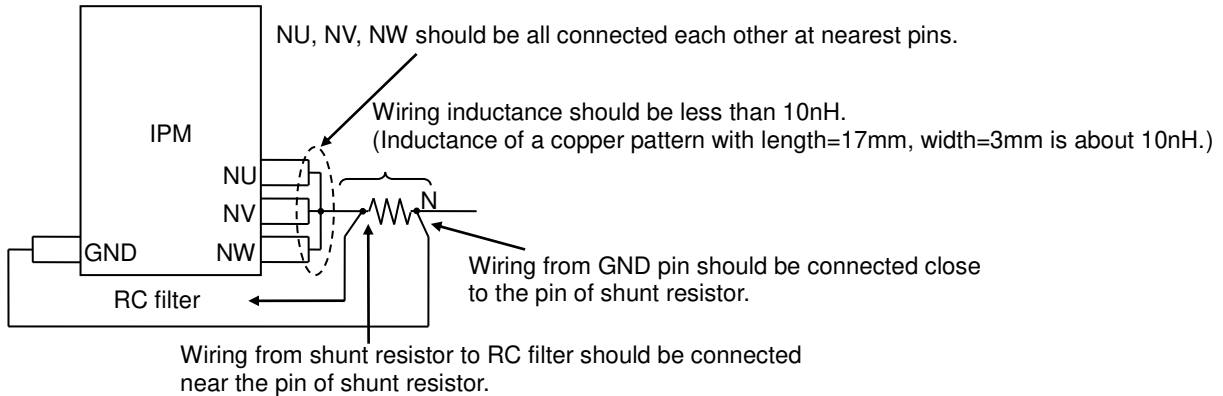 NU, NV, NW should be all connected each other at nearest pins.
Wiring inductance should be less than 10nH.
(Inductance of a copper pattern with length=17mm, width=3mm is about 10nH.)
IPM
NU
N
NV
GND
NW
Wiring from GND pin should be connected close
to the pin of shunt resistor.
RC filter
Wiring from shunt resistor to RC filter should be connected
near the pin of shunt resistor.